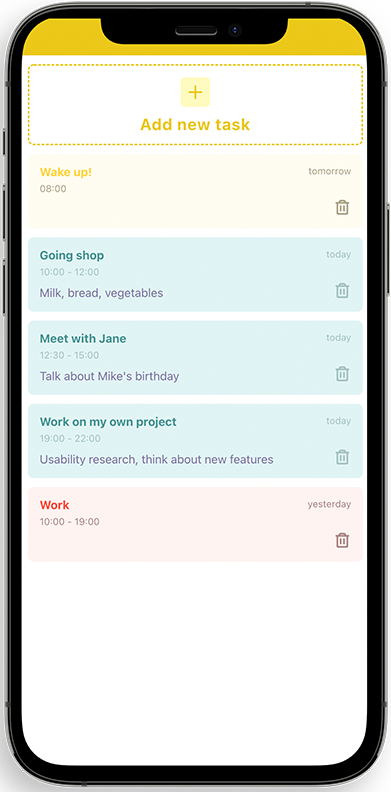 Add new task
Wake up!
tomorrow
08:00
Going shop
today
10:00 - 12:00
Milk, bread, vegetables
Meet with Jane
today
12:30 - 15:00
Talk about Mike's birthday
Work on my own project
today
19:00 - 22:00
Usability research, think about new features
Work
yesterday
10:00 - 19:00